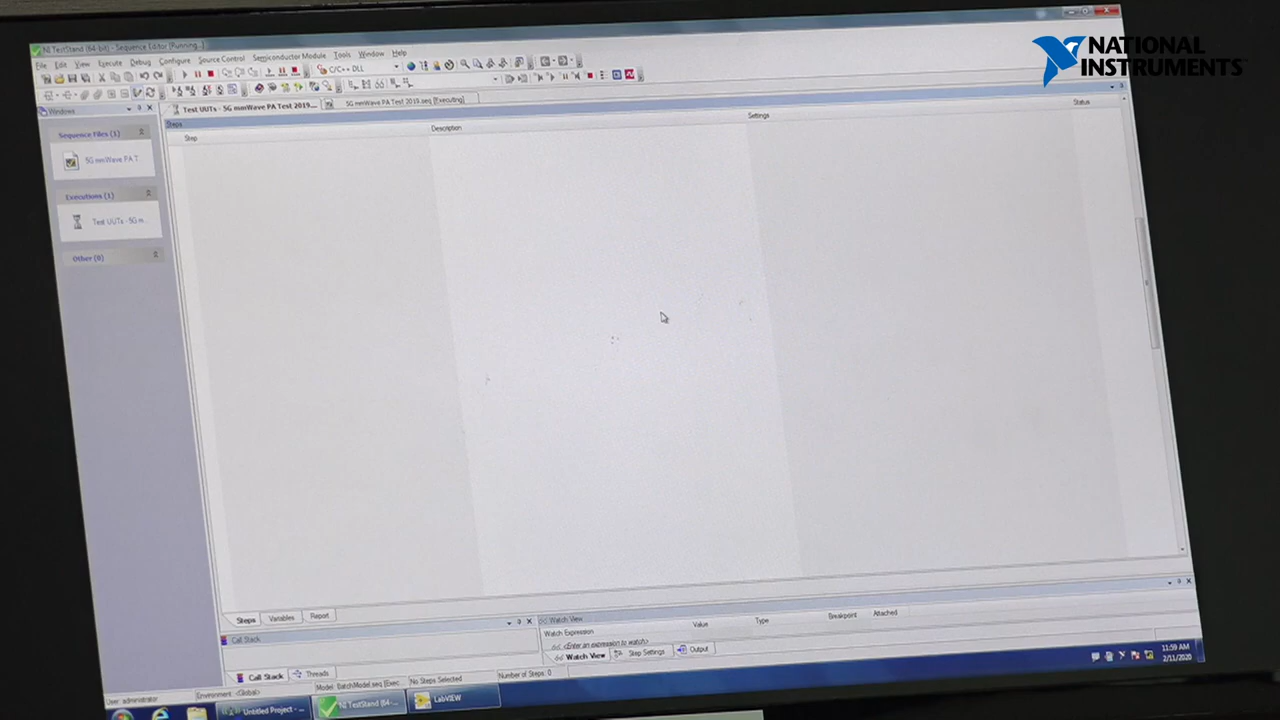 NI TestStand (64-bit) - Sequence Editor [Running...]
File Edit View Execute Debug Configure Source Control Semiconductor Module Tools Window Help
C/C++ DLL
NATIONAL
INSTRUMENTS
Windows
Test UUTs - 5G mmWave PA Test 2019....
5G mmWave PA Test 2019.seq [Executing]
Steps
Step Description Settings Status
Sequence Files (1)
5G mmWave PA T...
Executions (1)
Test UUTs - 5G m...
Other (0)
Steps Variables Report
Call Stack
Call Stack Threads
Watch View
Watch Expression Value Type Breakpoint Attached
<Enter an expression to watch>
Watch View Step Settings Output
User: administrator Environment: <Global> Model: BatchModel.seq [Exec No Steps Selected Number of Steps: 0
Untitled Project - ... NI TestStand (64-... LabVIEW
11:59 AM
2/11/2020